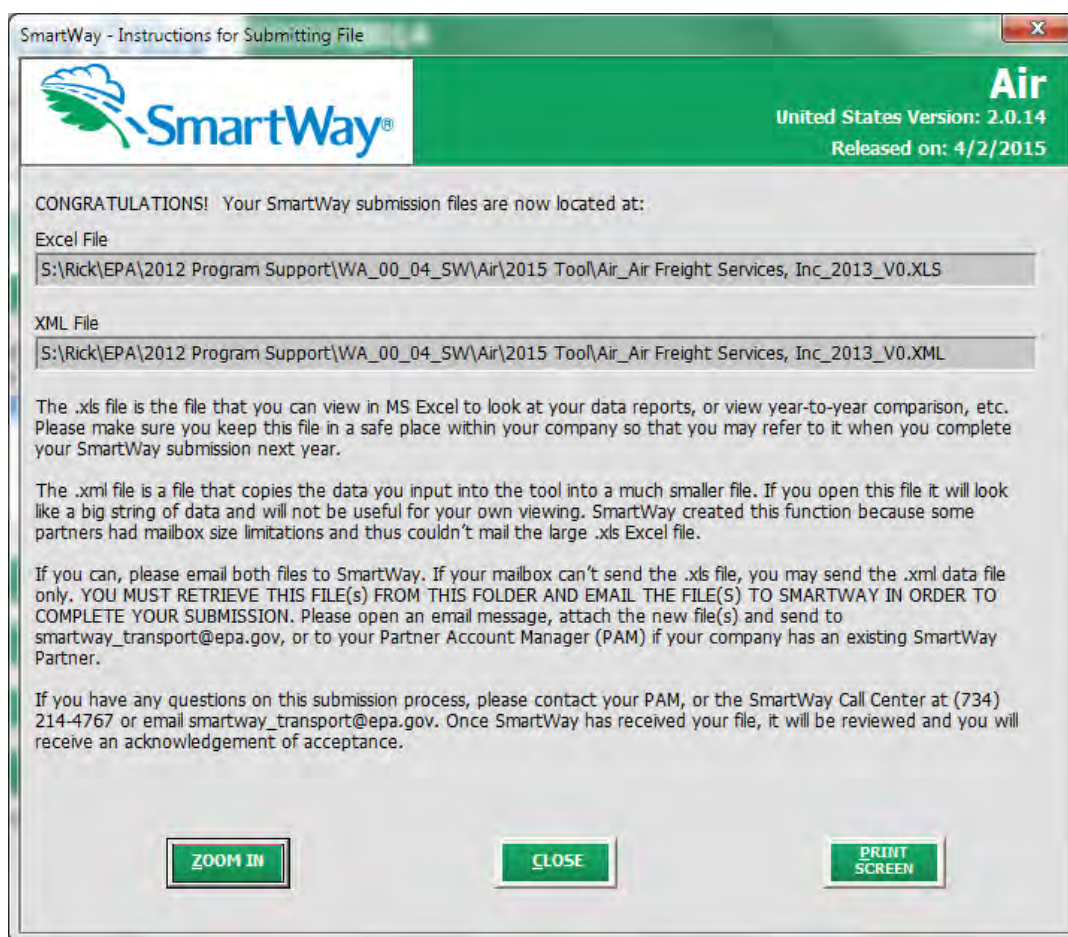 SmartWay - Instructions for Submitting File
SmartWay®
Air
United States Version: 2.0.14
Released on: 4/2/2015
CONGRATULATIONS! Your SmartWay submission files are now located at:
Excel File
S:\Rick\EPA\2012 Program Support\WA_00_04_SW\Air\2015 Tool\Air_Air Freight Services, Inc_2013_V0.XLS
XML File
S:\Rick\EPA\2012 Program Support\WA_00_04_SW\Air\2015 Tool\Air_Air Freight Services, Inc_2013_V0.XML
The .xls file is the file that you can view in MS Excel to look at your data reports, or view year-to-year comparison, etc.
Please make sure you keep this file in a safe place within your company so that you may refer to it when you complete
your SmartWay submission next year.
The .xml file is a file that copies the data you input into the tool into a much smaller file. If you open this file it will look
like a big string of data and will not be useful for your own viewing. SmartWay created this function because some
partners had mailbox size limitations and thus couldn't mail the large .xls Excel file.
If you can, please email both files to SmartWay. If your mailbox can't send the .xls file, you may send the .xml data file
only. YOU MUST RETRIEVE THIS FILE(s) FROM THIS FOLDER AND EMAIL THE FILE(S) TO SMARTWAY IN ORDER TO
COMPLETE YOUR SUBMISSION. Please open an email message, attach the new file(s) and send to
smartway_transport@epa.gov, or to your Partner Account Manager (PAM) if your company has an existing SmartWay
Partner.
If you have any questions on this submission process, please contact your PAM, or the SmartWay Call Center at (734)
214-4767 or email smartway_transport@epa.gov. Once SmartWay has received your file, it will be reviewed and you will
receive an acknowledgement of acceptance.
ZOOM IN
CLOSE
PRINT
SCREEN